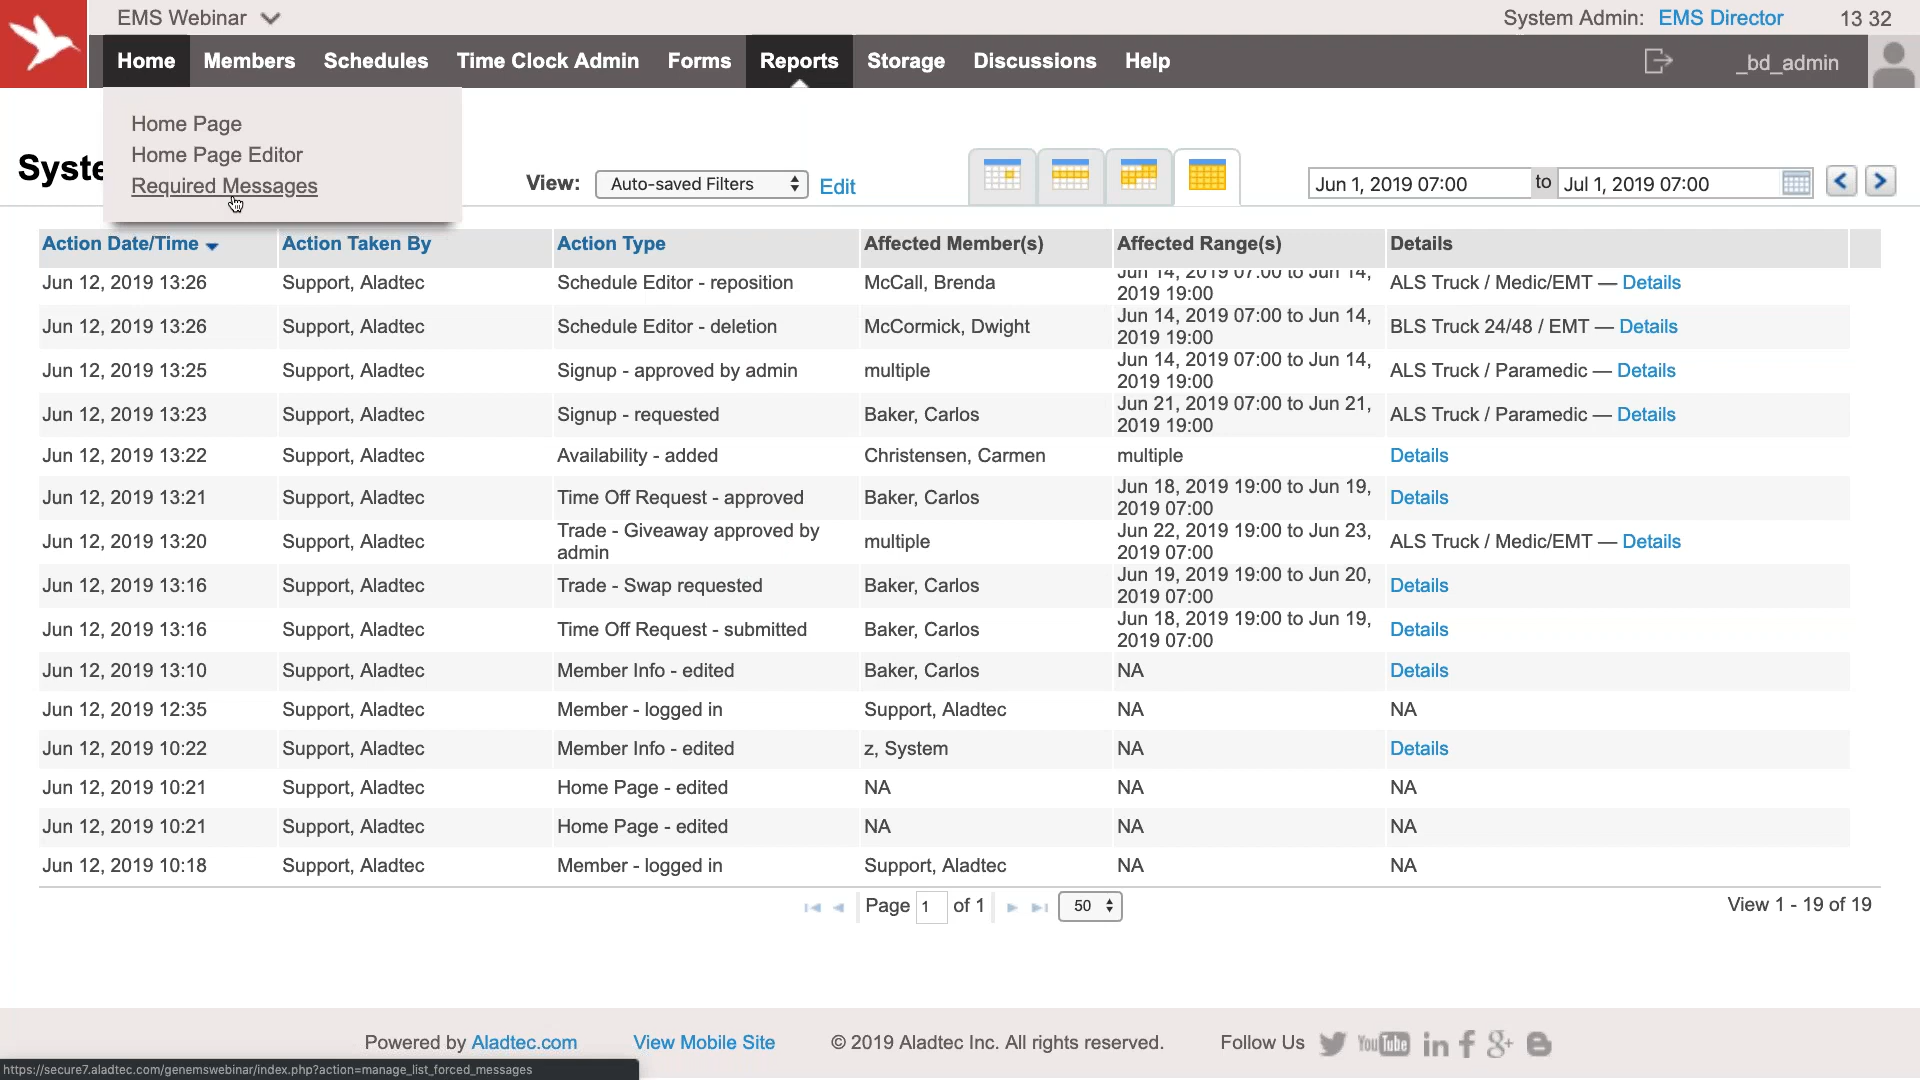 EMS Webinar
System Admin: EMS Director 13 32
Home Members Schedules Time Clock Admin Forms Reports Storage Discussions Help _bd_admin
Home Page
Home Page Editor
Required Messages
Syste
View: Auto-saved Filters Edit
Jun 1, 2019 07:00 to Jul 1, 2019 07:00
Action Date/Time Action Taken By Action Type Affected Member(s) Affected Range(s) Details
Jun 12, 2019 13:26 Support, Aladtec Schedule Editor - reposition McCall, Brenda Jun 14, 2019 07:00 to Jun 14, 2019 19:00 ALS Truck / Medic/EMT — Details
Jun 12, 2019 13:26 Support, Aladtec Schedule Editor - deletion McCormick, Dwight Jun 14, 2019 07:00 to Jun 14, 2019 19:00 BLS Truck 24/48 / EMT — Details
Jun 12, 2019 13:25 Support, Aladtec Signup - approved by admin multiple Jun 14, 2019 07:00 to Jun 14, 2019 19:00 ALS Truck / Paramedic — Details
Jun 12, 2019 13:23 Support, Aladtec Signup - requested Baker, Carlos Jun 21, 2019 07:00 to Jun 21, 2019 19:00 ALS Truck / Paramedic — Details
Jun 12, 2019 13:22 Support, Aladtec Availability - added Christensen, Carmen multiple Details
Jun 12, 2019 13:21 Support, Aladtec Time Off Request - approved Baker, Carlos Jun 18, 2019 19:00 to Jun 19, 2019 07:00 Details
Jun 12, 2019 13:20 Support, Aladtec Trade - Giveaway approved by admin multiple Jun 22, 2019 19:00 to Jun 23, 2019 07:00 ALS Truck / Medic/EMT — Details
Jun 12, 2019 13:16 Support, Aladtec Trade - Swap requested Baker, Carlos Jun 19, 2019 19:00 to Jun 20, 2019 07:00 Details
Jun 12, 2019 13:16 Support, Aladtec Time Off Request - submitted Baker, Carlos Jun 18, 2019 19:00 to Jun 19, 2019 07:00 Details
Jun 12, 2019 13:10 Support, Aladtec Member Info - edited Baker, Carlos NA Details
Jun 12, 2019 12:35 Support, Aladtec Member - logged in Support, Aladtec NA NA
Jun 12, 2019 10:22 Support, Aladtec Member Info - edited z, System NA Details
Jun 12, 2019 10:21 Support, Aladtec Home Page - edited NA NA NA
Jun 12, 2019 10:21 Support, Aladtec Home Page - edited NA NA NA
Jun 12, 2019 10:18 Support, Aladtec Member - logged in Support, Aladtec NA NA
Page 1 of 1 50 View 1 - 19 of 19
Powered by Aladtec.com View Mobile Site © 2019 Aladtec Inc. All rights reserved. Follow Us YouTube in f g+
https://secure7.aladtec.com/genemswebinar/index.php?action=manage_list_forced_messages